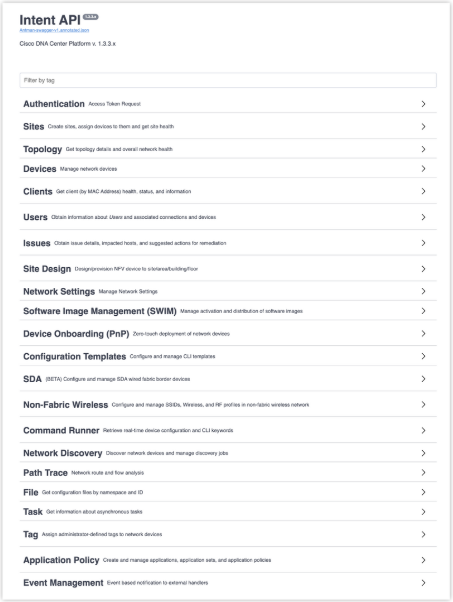 Intent API 1.3.3.x
Antman-swagger-v1.annotated.json
Cisco DNA Center Platform v. 1.3.3.x
Filter by tag
Authentication Access Token Request
Sites Create sites, assign devices to them and get site health
Topology Get topology details and overall network health
Devices Manage network devices
Clients Get client (by MAC Address) health, status, and information
Users Obtain information about Users and associated connections and devices
Issues Obtain issue details, impacted hosts, and suggested actions for remediation
Site Design Design/provision NFV device to site/area/building/floor
Network Settings Manage Network Settings
Software Image Management (SWIM) Manage activation and distribution of software images
Device Onboarding (PnP) Zero-touch deployment of network devices
Configuration Templates Configure and manage CLI templates
SDA (BETA) Configure and manage SDA wired fabric border devices
Non-Fabric Wireless Configure and manage SSIDs, Wireless, and RF profiles in non-fabric wireless network
Command Runner Retrieve real-time device configuration and CLI keywords
Network Discovery Discover network devices and manage discovery jobs
Path Trace Network route and flow analysis
File Get configuration files by namespace and ID
Task Get information about asynchronous tasks
Tag Assign administrator-defined tags to network devices
Application Policy Create and manage applications, application sets, and application policies
Event Management Event based notification to external handlers